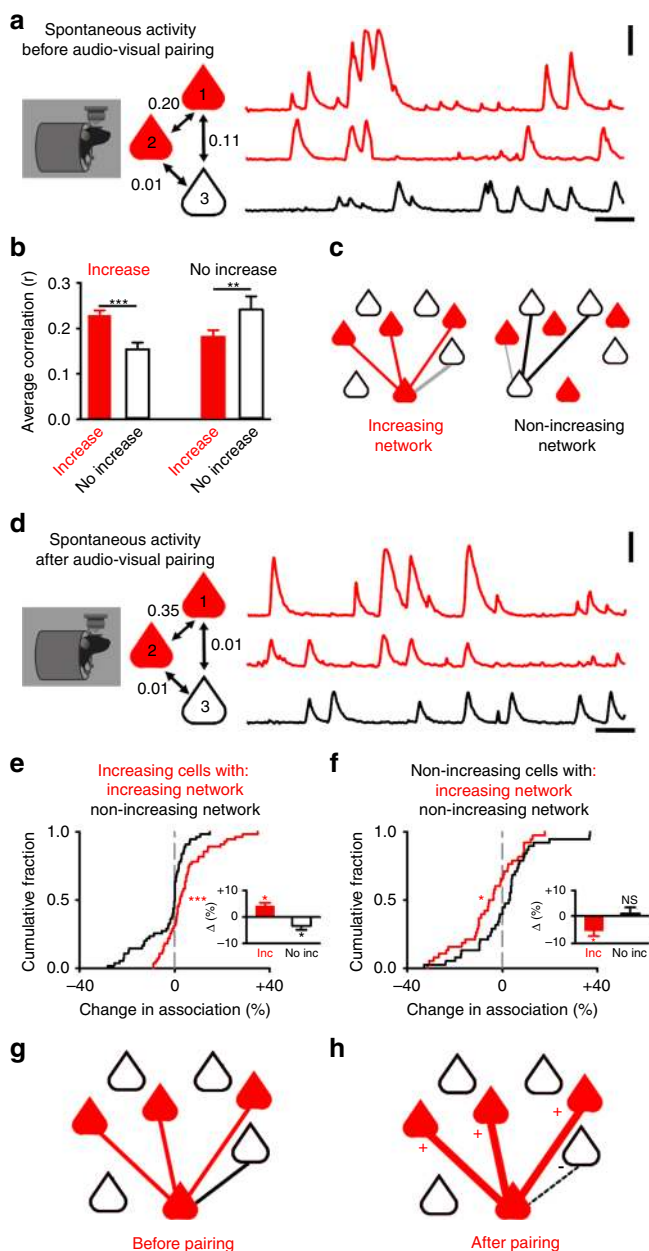 a
Spontaneous activity
before audio-visual pairing
1
0.20
2
0.11
0.01
3
b
Increase
No increase
Average correlation (r)
0.3
0.2
0.1
0.0
***
**
Increase
No increase
Increase
No increase
c
Increasing
network
Non-increasing
network
d
Spontaneous activity
after audio-visual pairing
1
0.35
2
0.01
0.01
3
e
Increasing cells with:
increasing network
non-increasing network
Cumulative fraction
1.0
0.5
0.0
***
Δ (%)
+10
0
−10
*
*
Inc
No inc
−40
0
+40
Change in association (%)
f
Non-increasing cells with:
increasing network
non-increasing network
Cumulative fraction
1.0
0.5
0.0
*
Δ (%)
+10
0
−10
NS
*
Inc
No inc
−40
0
+40
Change in association (%)
g
Before pairing
h
+
+
+
-
After pairing